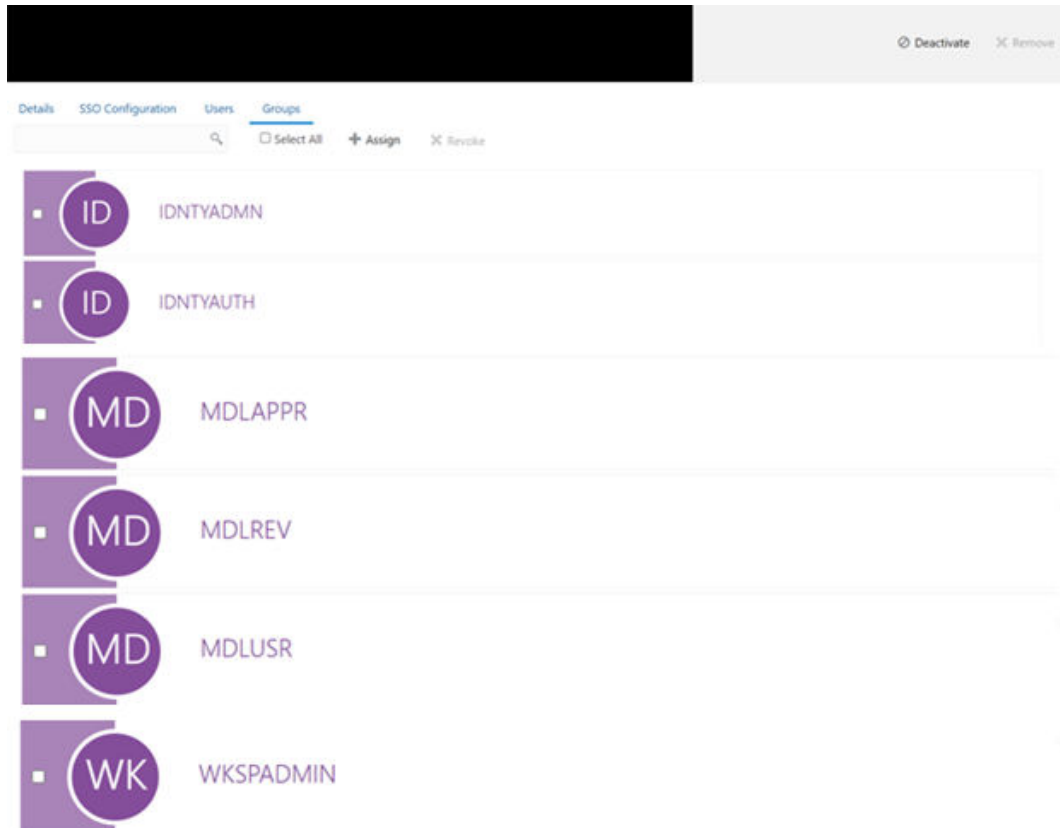 Deactivate Remove
Details SSO Configuration Users Groups
Select All Assign Revoke
ID IDNTYADMN
ID IDNTYAUTH
MD MDLAPPR
MD MDLREV
MD MDLUSR
WK WKSPADMIN